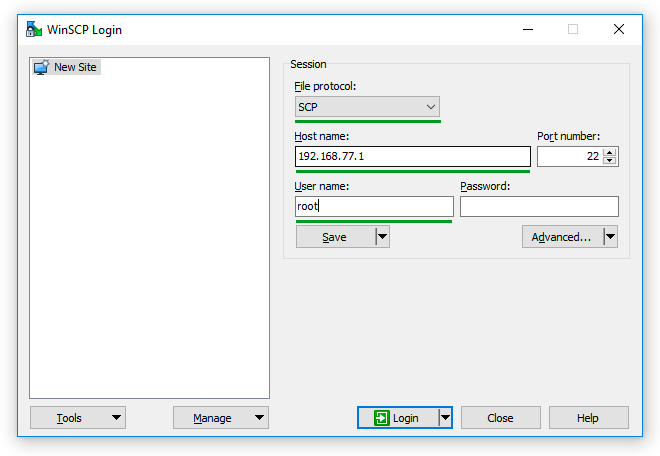 WinSCP Login
New Site
Session
File protocol:
SCP
Host name:
Port number:
192.168.77.1
22
User name:
Password:
root
Save
Advanced...
Tools
Manage
Login
Close
Help